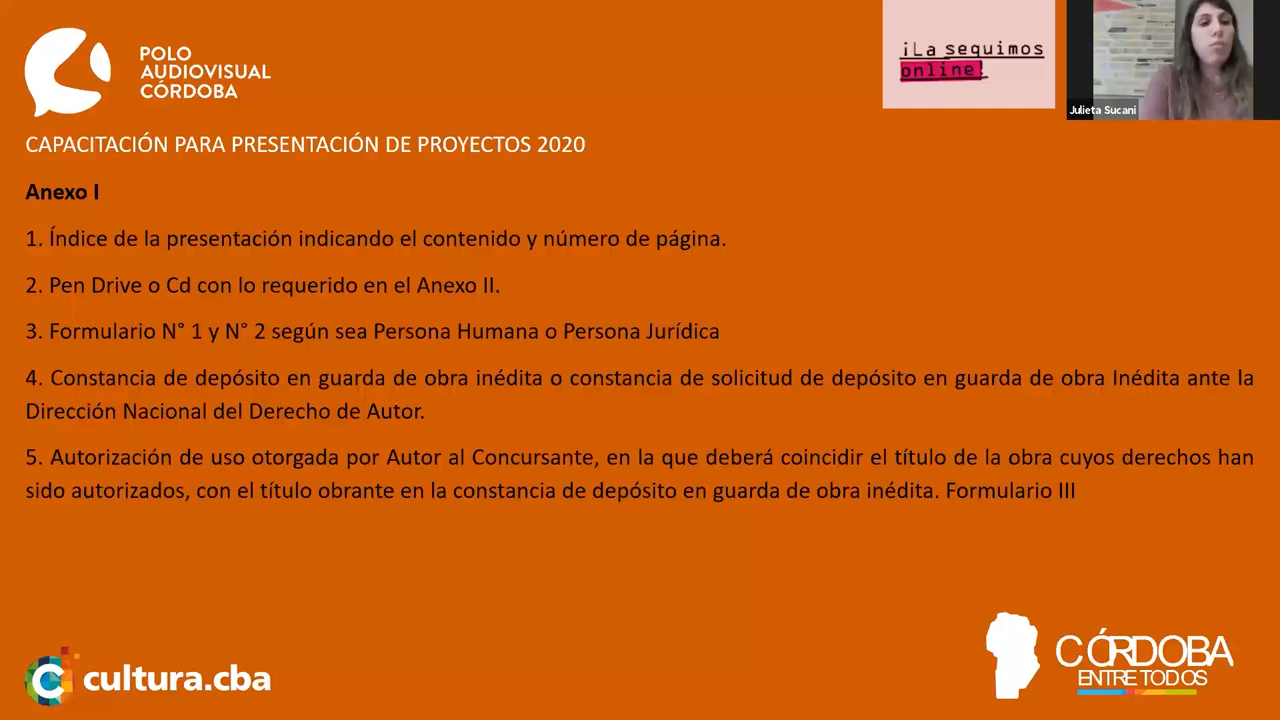 POLO
AUDIOVISUAL
CÓRDOBA
¡La seguimos
online!
Julieta Sucani
CAPACITACIÓN PARA PRESENTACIÓN DE PROYECTOS 2020
Anexo I
1. Índice de la presentación indicando el contenido y número de página.
2. Pen Drive o Cd con lo requerido en el Anexo II.
3. Formulario N° 1 y N° 2 según sea Persona Humana o Persona Jurídica
4. Constancia de depósito en guarda de obra inédita o constancia de solicitud de depósito en guarda de obra Inédita ante la
Dirección Nacional del Derecho de Autor.
5. Autorización de uso otorgada por Autor al Concursante, en la que deberá coincidir el título de la obra cuyos derechos han
sido autorizados, con el título obrante en la constancia de depósito en guarda de obra inédita. Formulario III
C cultura.cba
CÓRDOBA
ENTRE TODOS